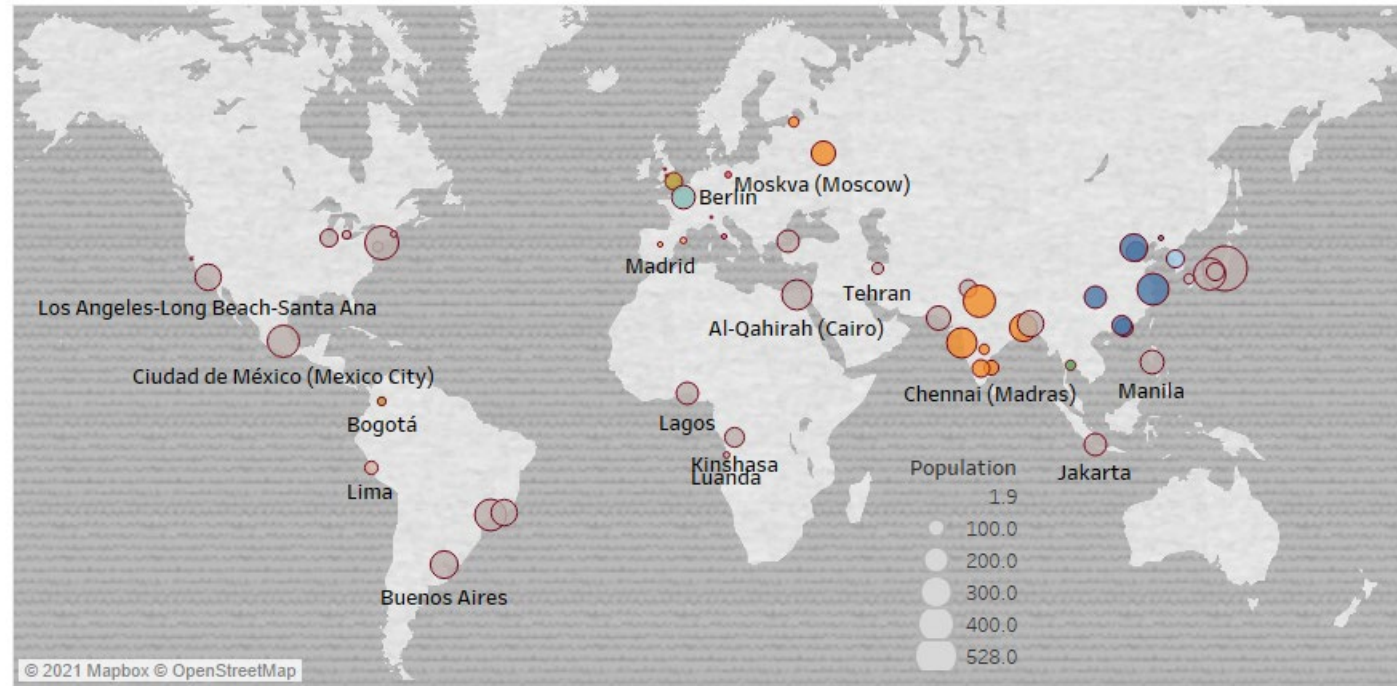 Moskva (Moscow)
Berlin
Madrid
Tehran
Los Angeles-Long Beach-Santa Ana
Al-Qahirah (Cairo)
Ciudad de México (Mexico City)
Chennai (Madras)
Manila
Bogotá
Lagos
Kinshasa
Luanda
Jakarta
Lima
Buenos Aires
Population
1.9
100.0
200.0
300.0
400.0
528.0
© 2021 Mapbox © OpenStreetMap